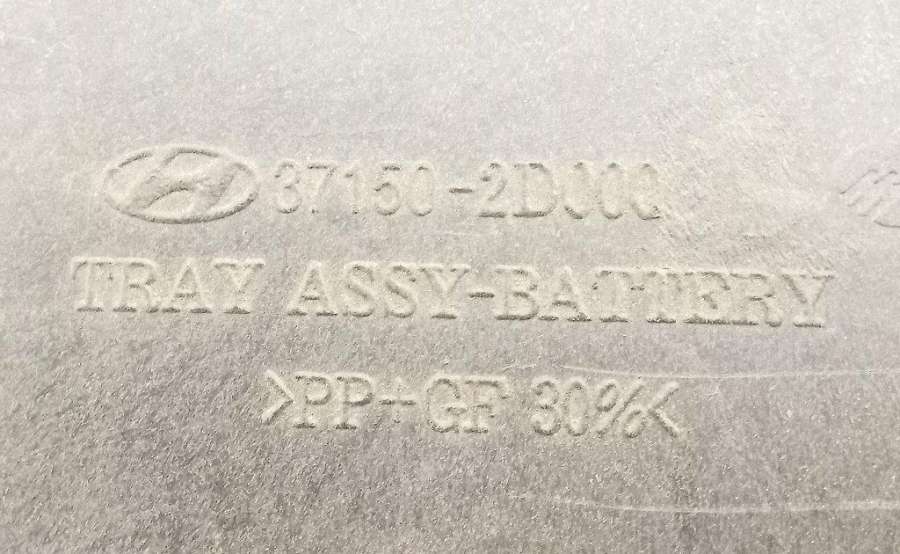 37150-2D000
TRAY ASSY-BATTERY
>PP+GF 30%<